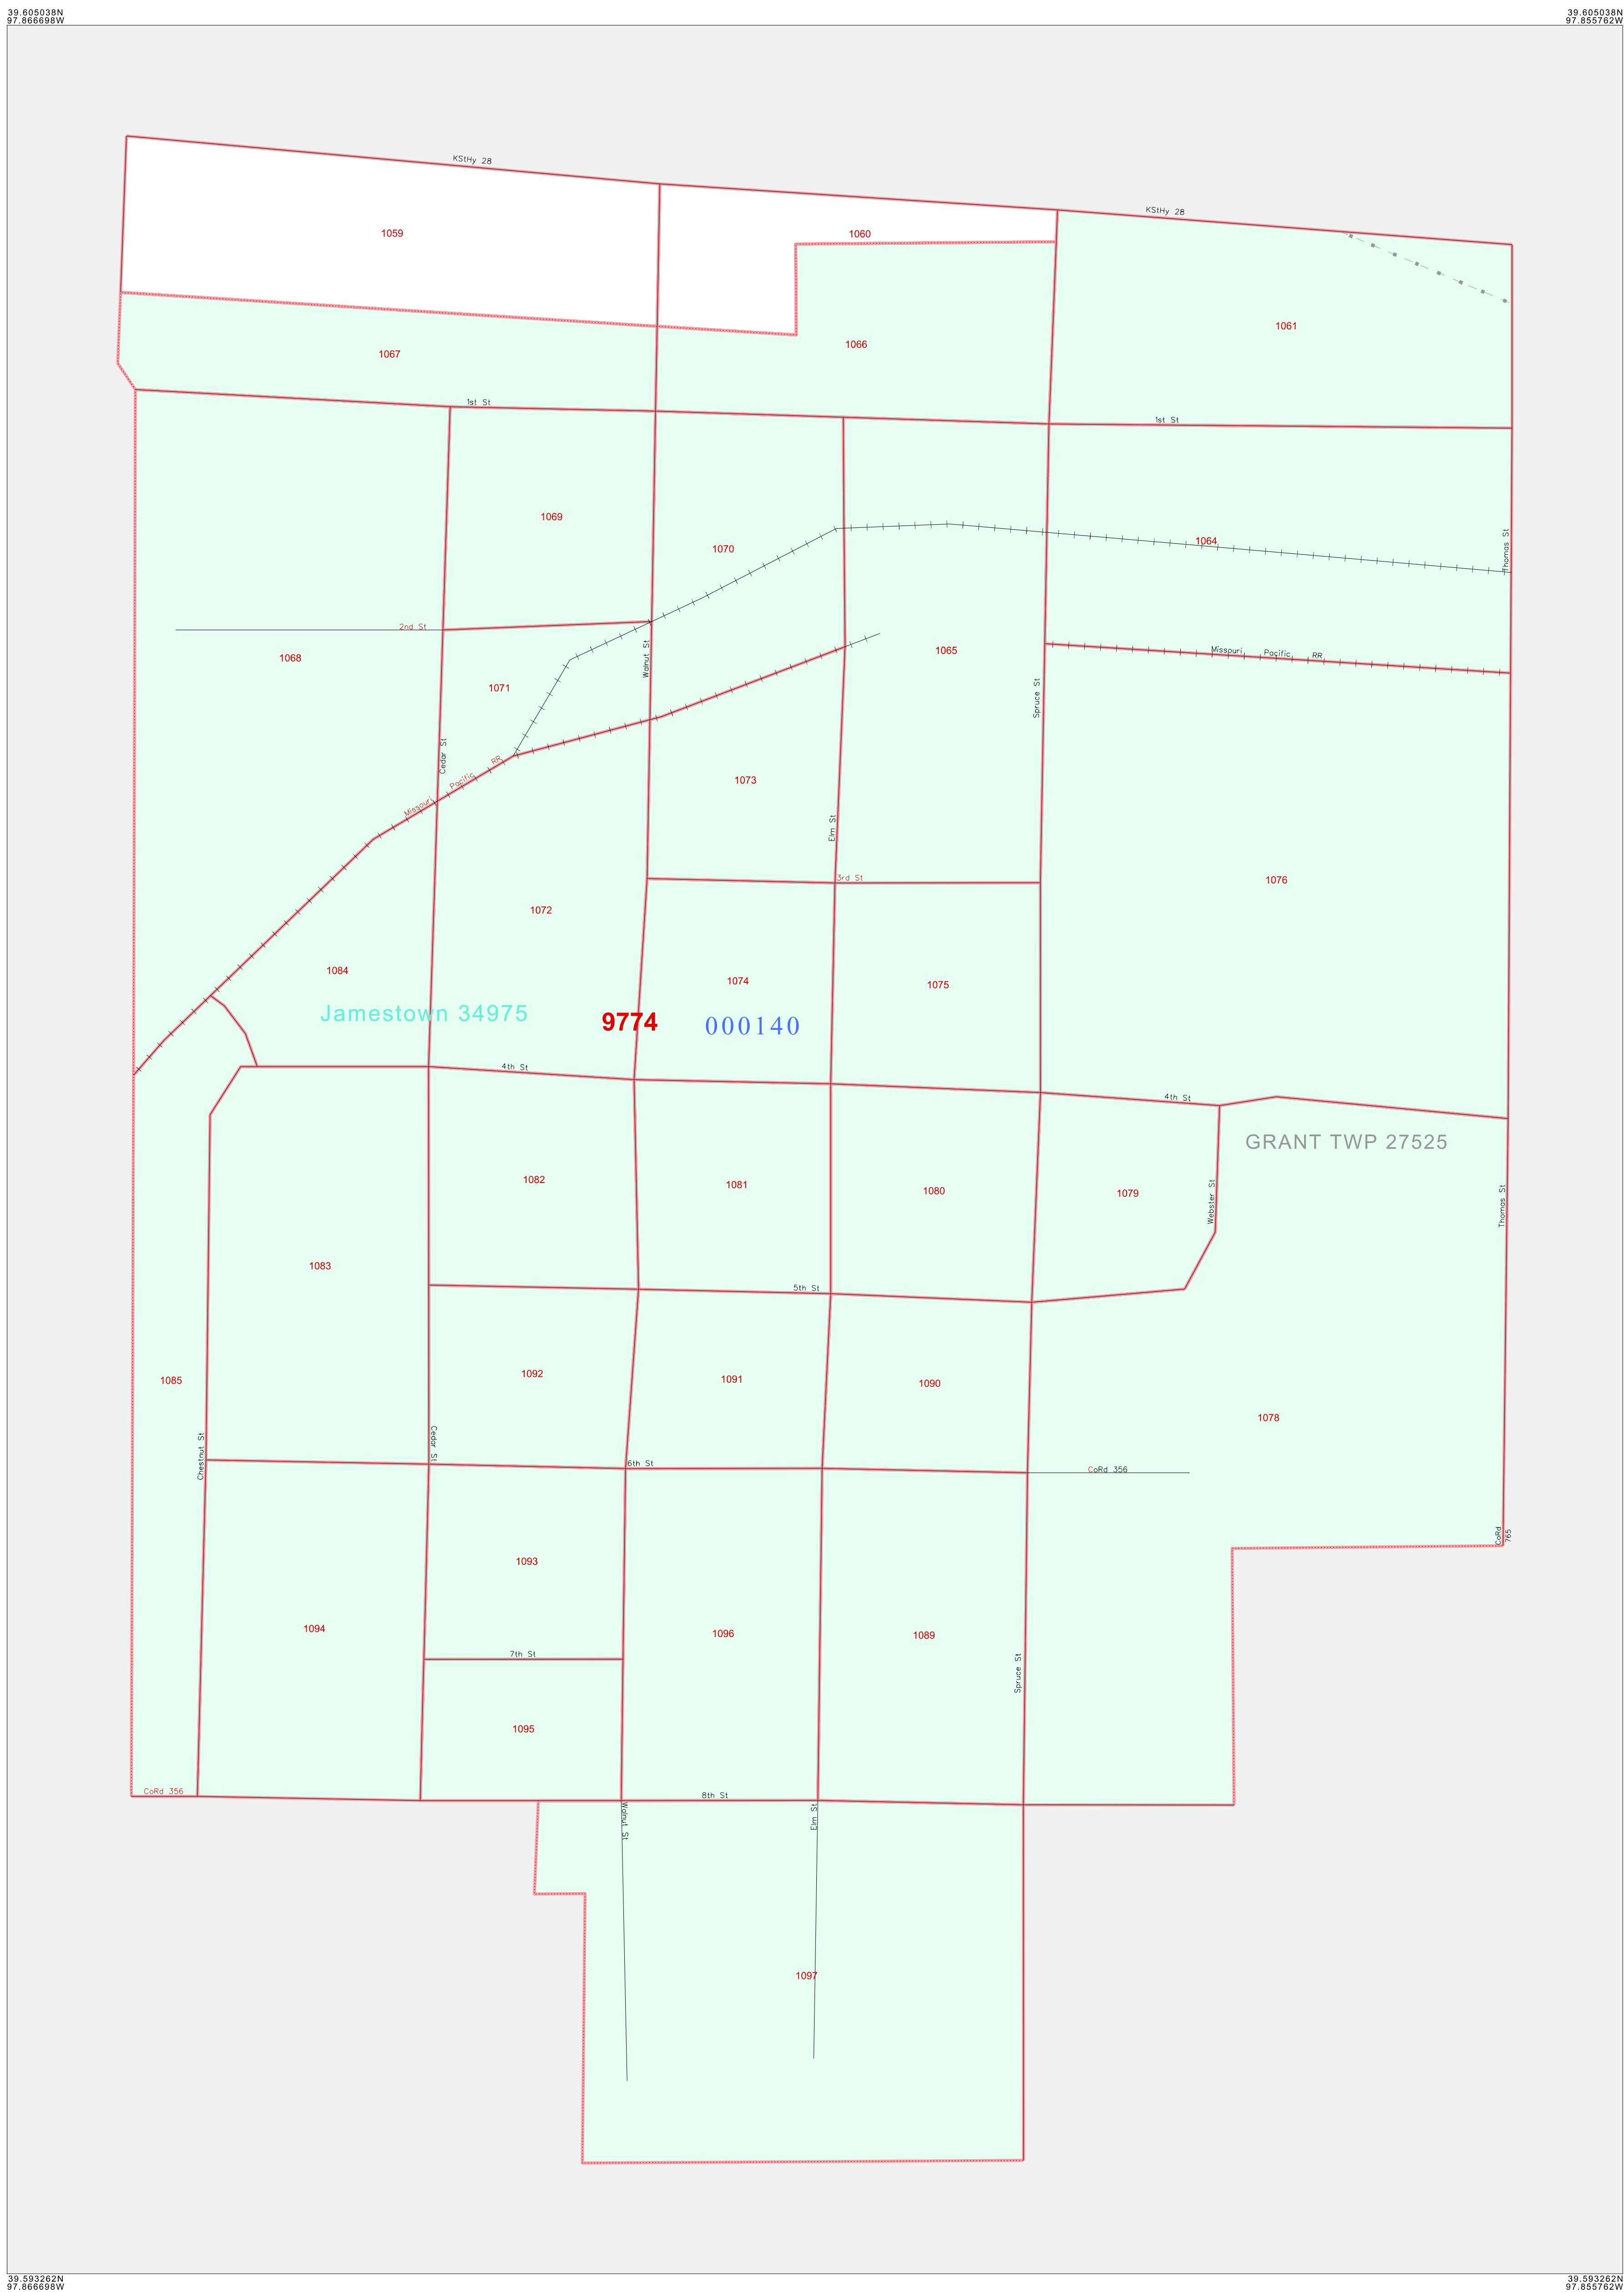 39.605038N
97.866698W
39.605038N
97.855762W
KStHy 28
KStHy 28
1059
1060
1061
1067
1066
1st St
1st St
1069
1070
1064
Thomas St
2nd St
1068
Walnut St
1065
Missouri Pacific RR
1071
Spruce St
Cedar St
Missouri Pacific RR
1073
Elm St
3rd St
1076
1072
1084
1074
1075
Jamestown 34975
9774
000140
4th St
4th St
GRANT TWP 27525
1082
1081
1080
1079
Webster St
Thomas St
1083
5th St
1085
1092
1091
1090
1078
Chestnut St
Cedar St
6th St
CoRd 356
CoRd
765
1093
1094
1096
1089
7th St
Spruce St
1095
CoRd 356
8th St
Walnut St
Elm St
1097
39.593262N
97.866698W
39.593262N
97.855762W